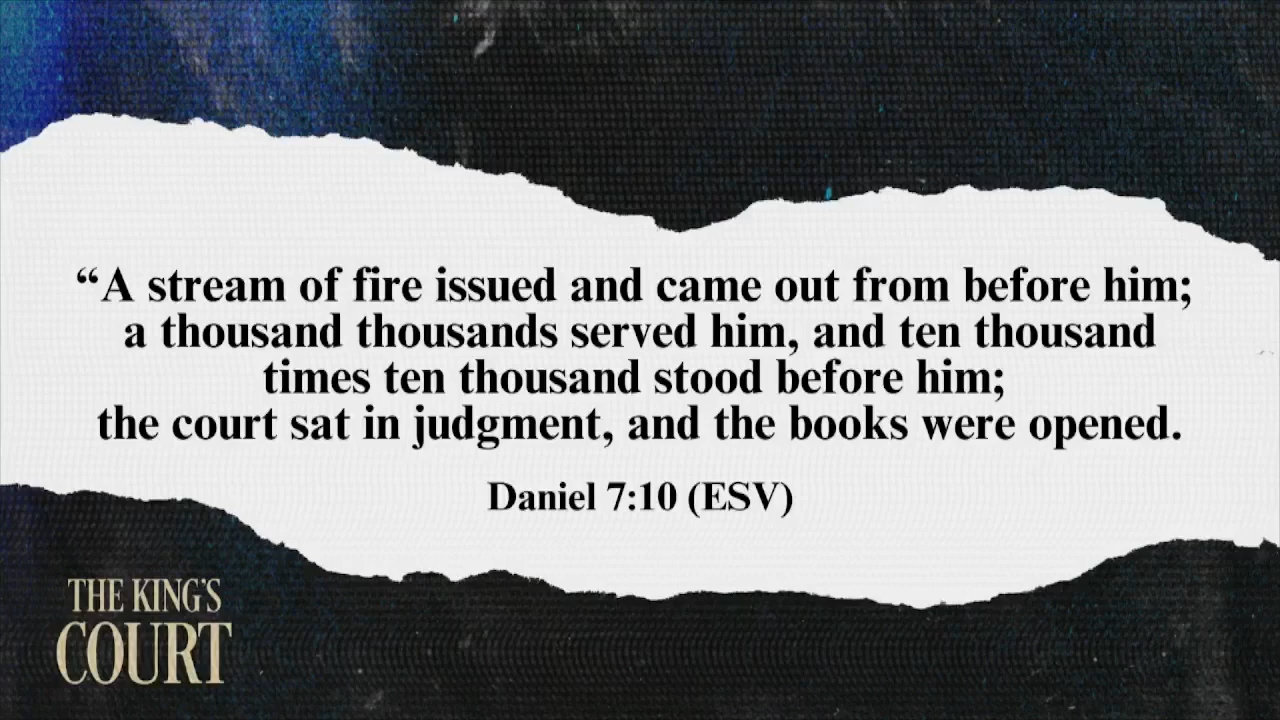 “A stream of fire issued and came out from before him;
a thousand thousands served him, and ten thousand
times ten thousand stood before him;
the court sat in judgment, and the books were opened.
Daniel 7:10 (ESV)
THE KING'S
COURT